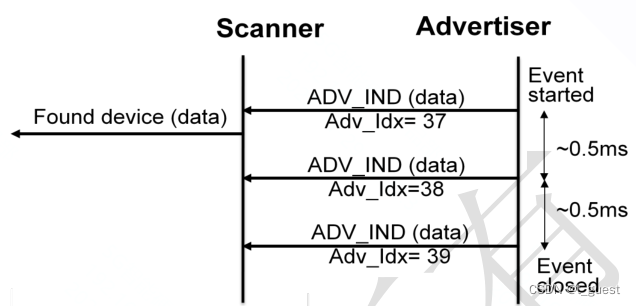 Scanner
Advertiser
Event
started
ADV_IND (data)
Adv_Idx= 37
Found device (data)
~0.5ms
ADV_IND (data)
Adv_Idx=38
~0.5ms
ADV_IND (data)
Adv_Idx= 39
Event
closed